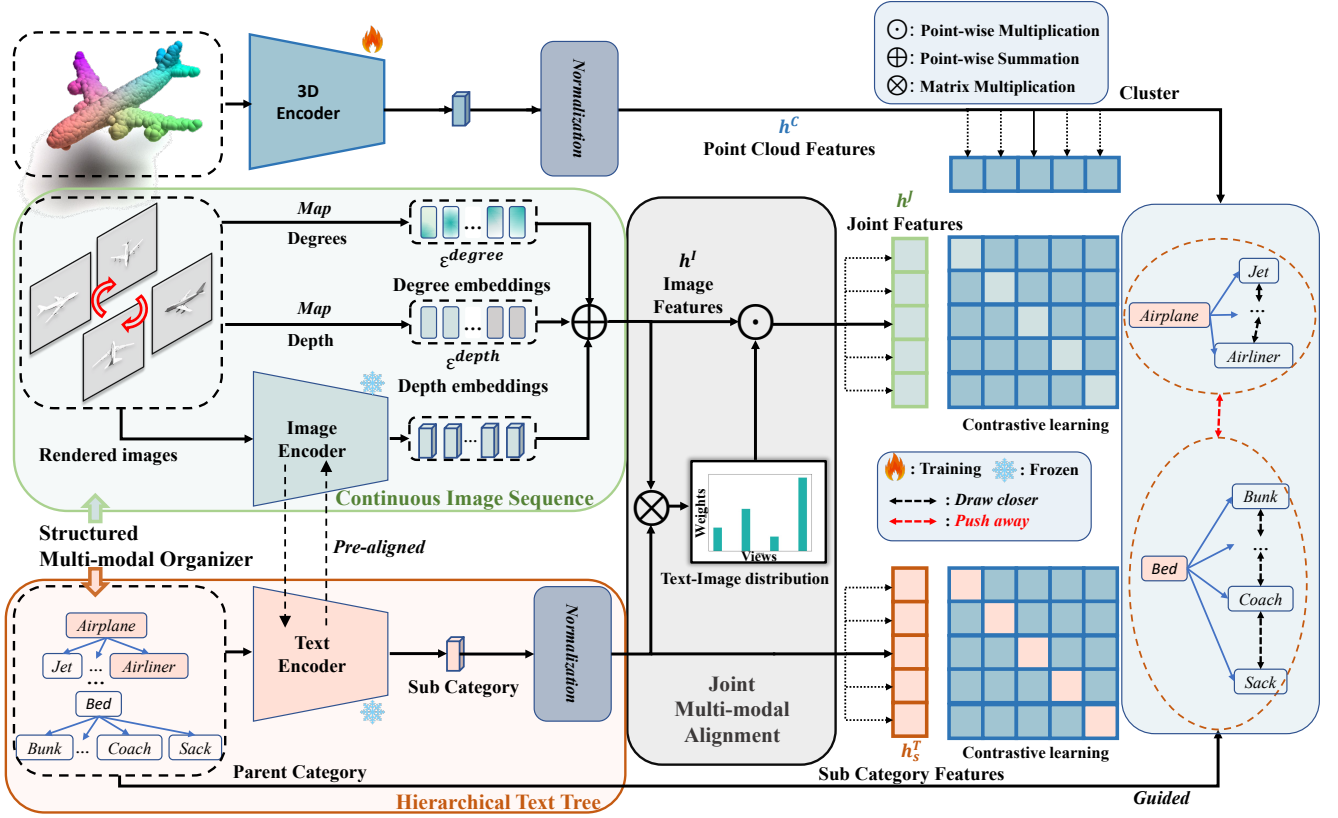 3D
Encoder
Normalization
⊙: Point-wise Multiplication
⊕: Point-wise Summation
⊗: Matrix Multiplication
Cluster
h^C
Point Cloud Features
Map
Degrees
ε^degree
Degree embeddings
Map
Depth
ε^depth
Depth embeddings
Image
Encoder
Rendered images
Continuous Image Sequence
h^I
Image
Features
h^J
Joint Features
Contrastive learning
Weights
Views
Text-Image distribution
: Training
: Frozen
: Draw closer
: Push away
Jet
...
Airplane
Airliner
Bunk
...
Bed
Coach
Sack
Structured
Multi-modal Organizer
Pre-aligned
Airplane
Jet
...
Airliner
...
Bed
Bunk
...
Coach
Sack
Text
Encoder
Sub Category
Normalization
Joint
Multi-modal
Alignment
h_s^T
Contrastive learning
Sub Category Features
Parent Category
Guided
Hierarchical Text Tree